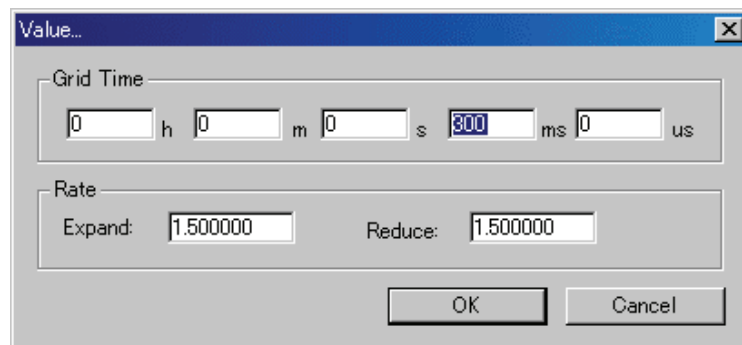 Value...
Grid Time
0 h 0 m 0 s 300 ms 0 us
Rate
Expand: 1.500000 Reduce: 1.500000
OK Cancel